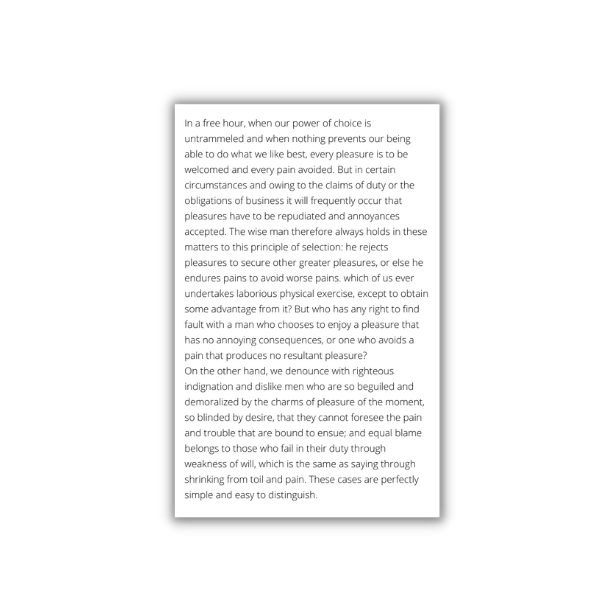 In a free hour, when our power of choice is
untrammeled and when nothing prevents our being
able to do what we like best, every pleasure is to be
welcomed and every pain avoided. But in certain
circumstances and owing to the claims of duty or the
obligations of business it will frequently occur that
pleasures have to be repudiated and annoyances
accepted. The wise man therefore always holds in these
matters to this principle of selection: he rejects
pleasures to secure other greater pleasures, or else he
endures pains to avoid worse pains. which of us ever
undertakes laborious physical exercise, except to obtain
some advantage from it? But who has any right to find
fault with a man who chooses to enjoy a pleasure that
has no annoying consequences, or one who avoids a
pain that produces no resultant pleasure?
On the other hand, we denounce with righteous
indignation and dislike men who are so beguiled and
demoralized by the charms of pleasure of the moment,
so blinded by desire, that they cannot foresee the pain
and trouble that are bound to ensue; and equal blame
belongs to those who fail in their duty through
weakness of will, which is the same as saying through
shrinking from toil and pain. These cases are perfectly
simple and easy to distinguish.